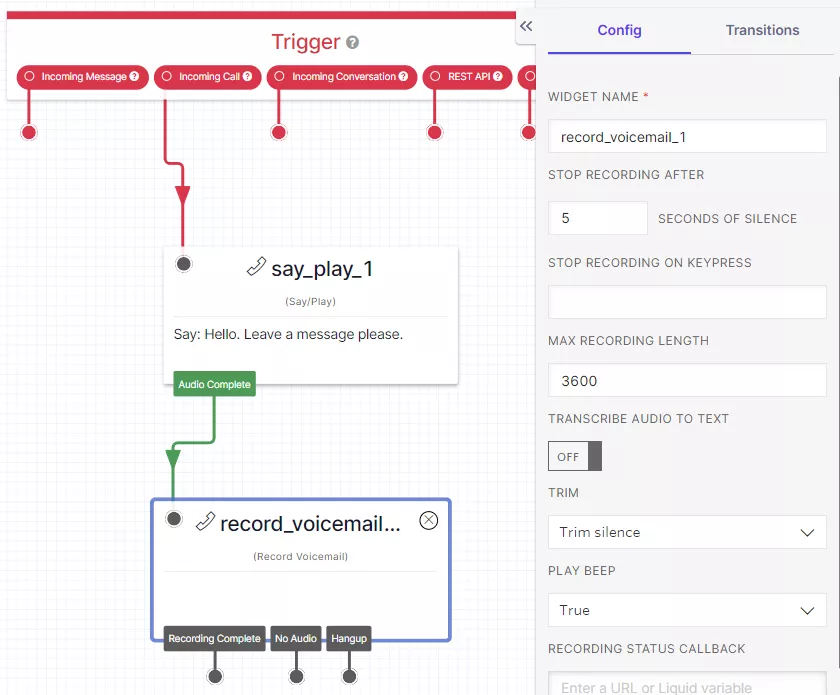 Trigger ?
Incoming Message ?
Incoming Call ?
Incoming Conversation ?
REST API ?
say_play_1
(Say/Play)
Say: Hello. Leave a message please.
Audio Complete
record_voicemail...
(Record Voicemail)
Recording Complete
No Audio
Hangup
Config
Transitions
WIDGET NAME *
record_voicemail_1
STOP RECORDING AFTER
5 SECONDS OF SILENCE
STOP RECORDING ON KEYPRESS
MAX RECORDING LENGTH
3600
TRANSCRIBE AUDIO TO TEXT
OFF
TRIM
Trim silence
PLAY BEEP
True
RECORDING STATUS CALLBACK
Enter a URL or Liquid variable